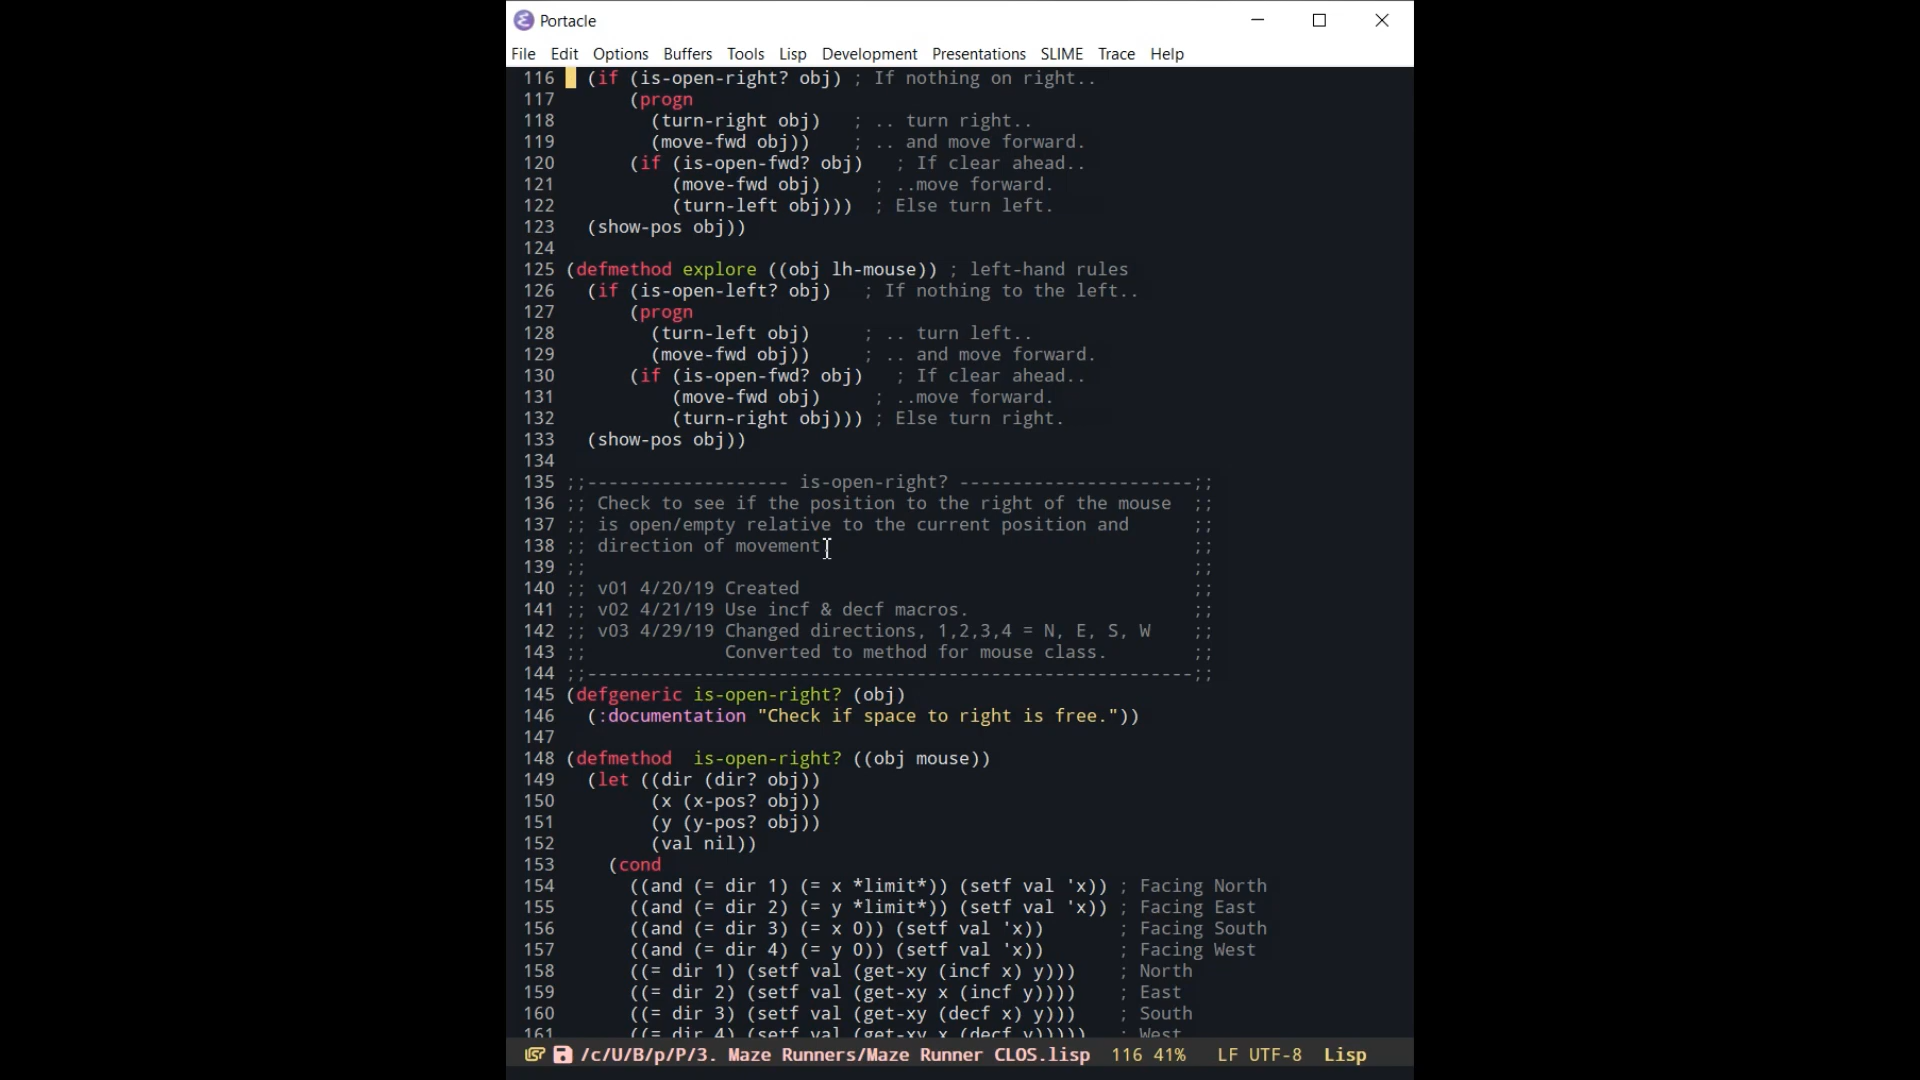 Portacle
File Edit Options Buffers Tools Lisp Development Presentations SLIME Trace Help
116 (if (is-open-right? obj) ; If nothing on right..
117 (progn
118 (turn-right obj) ; .. turn right..
119 (move-fwd obj)) ; .. and move forward.
120 (if (is-open-fwd? obj) ; If clear ahead..
121 (move-fwd obj) ; ..move forward.
122 (turn-left obj))) ; Else turn left.
123 (show-pos obj))
124
125 (defmethod explore ((obj lh-mouse)) ; left-hand rules
126 (if (is-open-left? obj) ; If nothing to the left..
127 (progn
128 (turn-left obj) ; .. turn left..
129 (move-fwd obj)) ; .. and move forward.
130 (if (is-open-fwd? obj) ; If clear ahead..
131 (move-fwd obj) ; ..move forward.
132 (turn-right obj))) ; Else turn right.
133 (show-pos obj))
134
135 ;;------------------- is-open-right? ----------------------;;
136 ;; Check to see if the position to the right of the mouse ;;
137 ;; is open/empty relative to the current position and ;;
138 ;; direction of movement. ;;
139 ;; ;;
140 ;; v01 4/20/19 Created ;;
141 ;; v02 4/21/19 Use incf & decf macros. ;;
142 ;; v03 4/29/19 Changed directions, 1,2,3,4 = N, E, S, W ;;
143 ;; Converted to method for mouse class. ;;
144 ;;---------------------------------------------------------;;
145 (defgeneric is-open-right? (obj)
146 (:documentation "Check if space to right is free."))
147
148 (defmethod is-open-right? ((obj mouse))
149 (let ((dir (dir? obj))
150 (x (x-pos? obj))
151 (y (y-pos? obj))
152 (val nil))
153 (cond
154 ((and (= dir 1) (= x *limit*)) (setf val 'x)) ; Facing North
155 ((and (= dir 2) (= y *limit*)) (setf val 'x)) ; Facing East
156 ((and (= dir 3) (= x 0)) (setf val 'x)) ; Facing South
157 ((and (= dir 4) (= y 0)) (setf val 'x)) ; Facing West
158 ((= dir 1) (setf val (get-xy (incf x) y))) ; North
159 ((= dir 2) (setf val (get-xy x (incf y)))) ; East
160 ((= dir 3) (setf val (get-xy (decf x) y))) ; South
161 ((= dir 4) (setf val (get-xy x (decf y))))) ; West
/c/U/B/p/P/3. Maze Runners/Maze Runner CLOS.lisp 116 41% LF UTF-8 Lisp